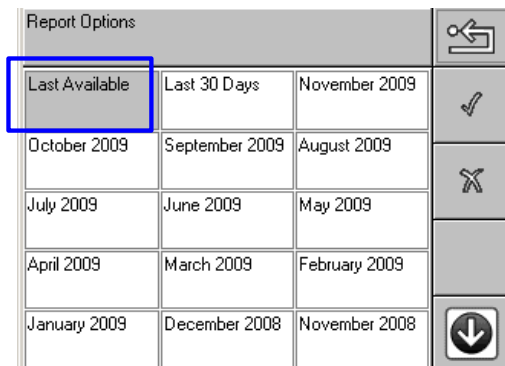 Report Options
Last Available Last 30 Days November 2009
October 2009 September 2009 August 2009
July 2009 June 2009 May 2009
April 2009 March 2009 February 2009
January 2009 December 2008 November 2008